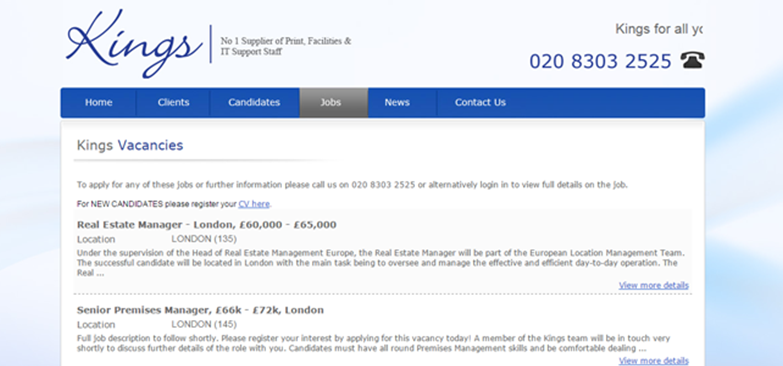 Kings
No 1 Supplier of Print, Facilities &
IT Support Staff
Kings for all
020 8303 2525
Home Clients Candidates Jobs News Contact Us
Kings Vacancies
To apply for any of these jobs or further information please call us on 020 8303 2525 or alternatively login in to view full details on the job.
For NEW CANDIDATES please register your CV here.
Real Estate Manager - London, £60,000 - £65,000
Location LONDON (135)
Under the supervision of the Head of Real Estate Management Europe, the Real Estate Manager will be part of the European Location Management Team.
The successful candidate will be located in London with the main task being to oversee and manage the effective and efficient day-to-day operation. The
Real ...
View more details
Senior Premises Manager, £66k - £72k, London
Location LONDON (145)
Full job description to follow shortly. Please register your interest by applying for this vacancy today! A member of the Kings team will be in touch very
shortly to discuss further details of the role with you. Candidates must have all round Premises Management skills and be comfortable dealing ...
View more details